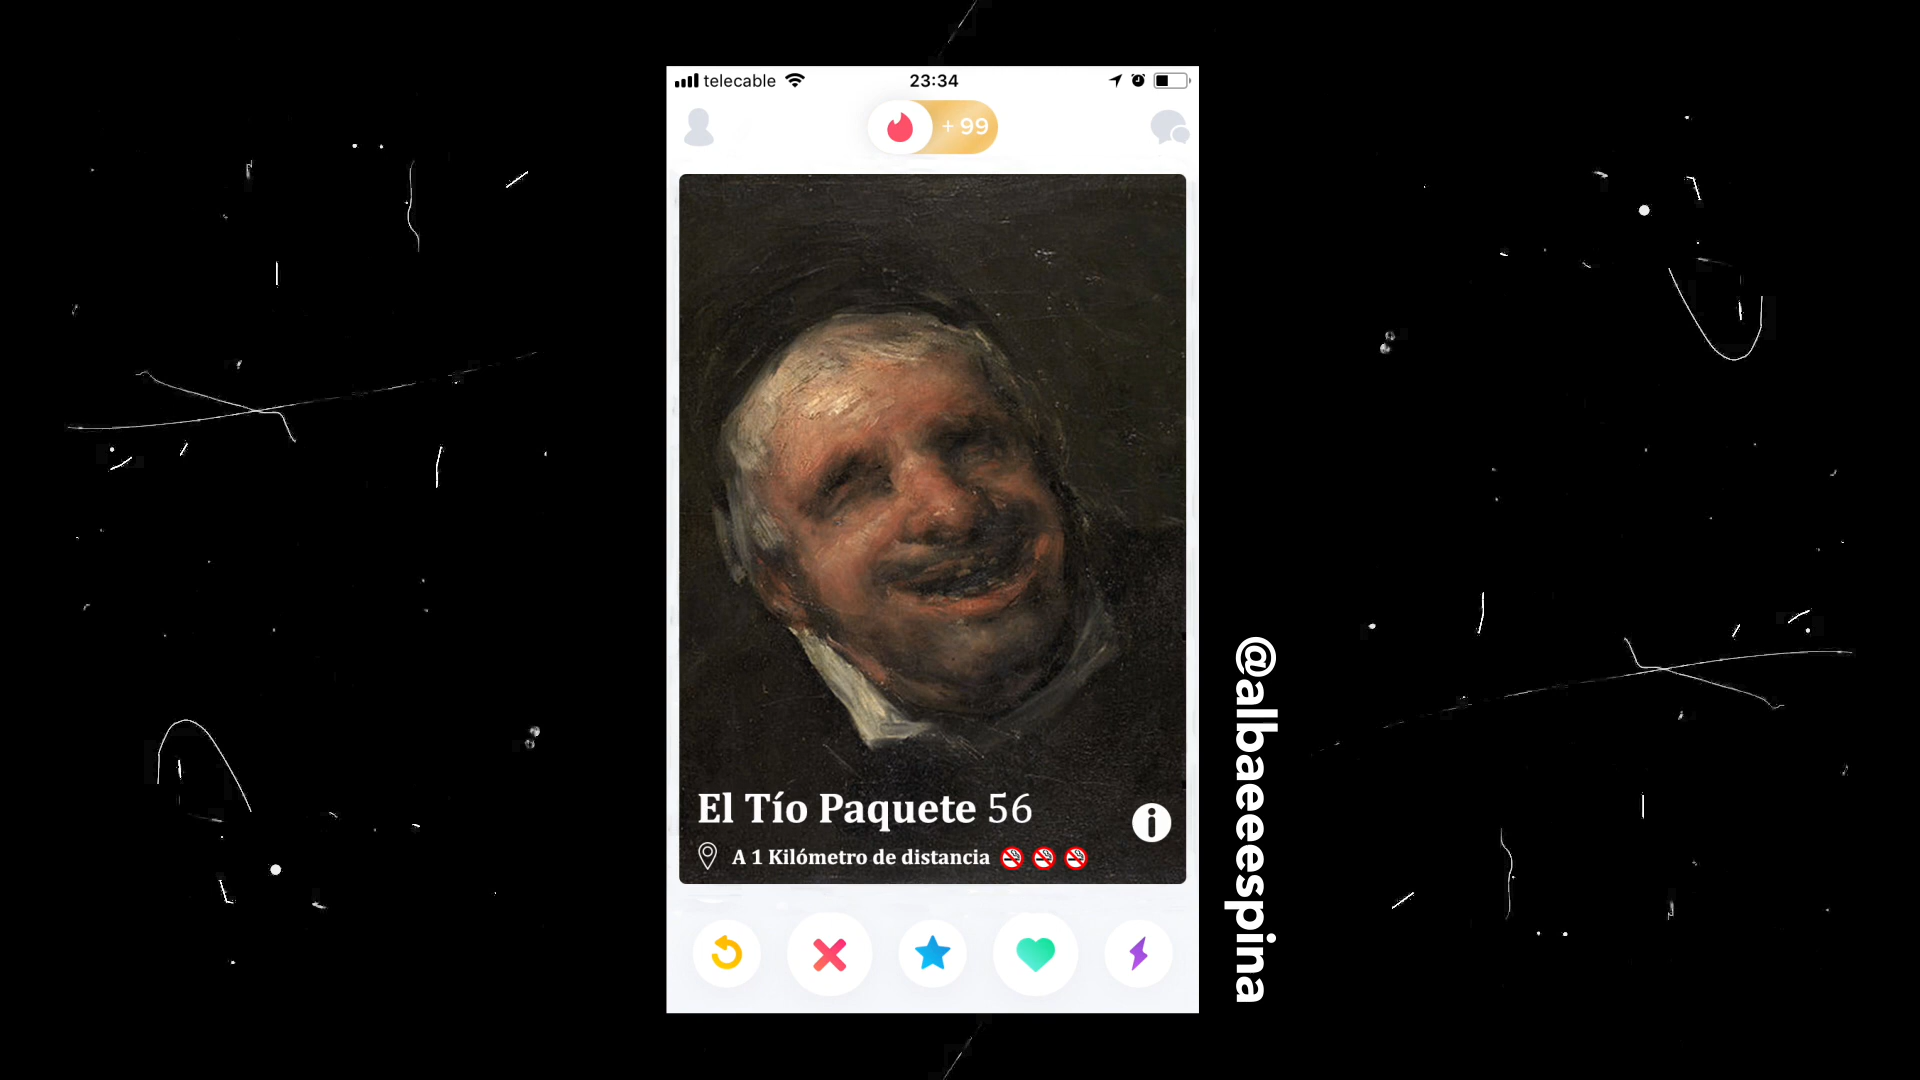 telecable
23:34
+ 99
El Tío Paquete 56
A 1 Kilómetro de distancia
@albaeeespina